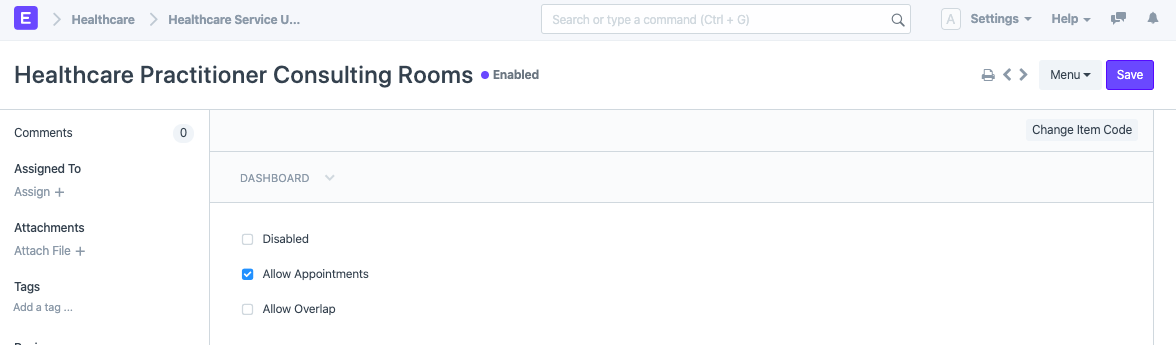 E Healthcare Healthcare Service U... Search or type a command (Ctrl + G) A Settings Help
Healthcare Practitioner Consulting Rooms Enabled Menu Save
Comments 0
Change Item Code
Assigned To
Assign +
DASHBOARD
Attachments
Attach File +
Disabled
Allow Appointments
Tags
Add a tag ...
Allow Overlap